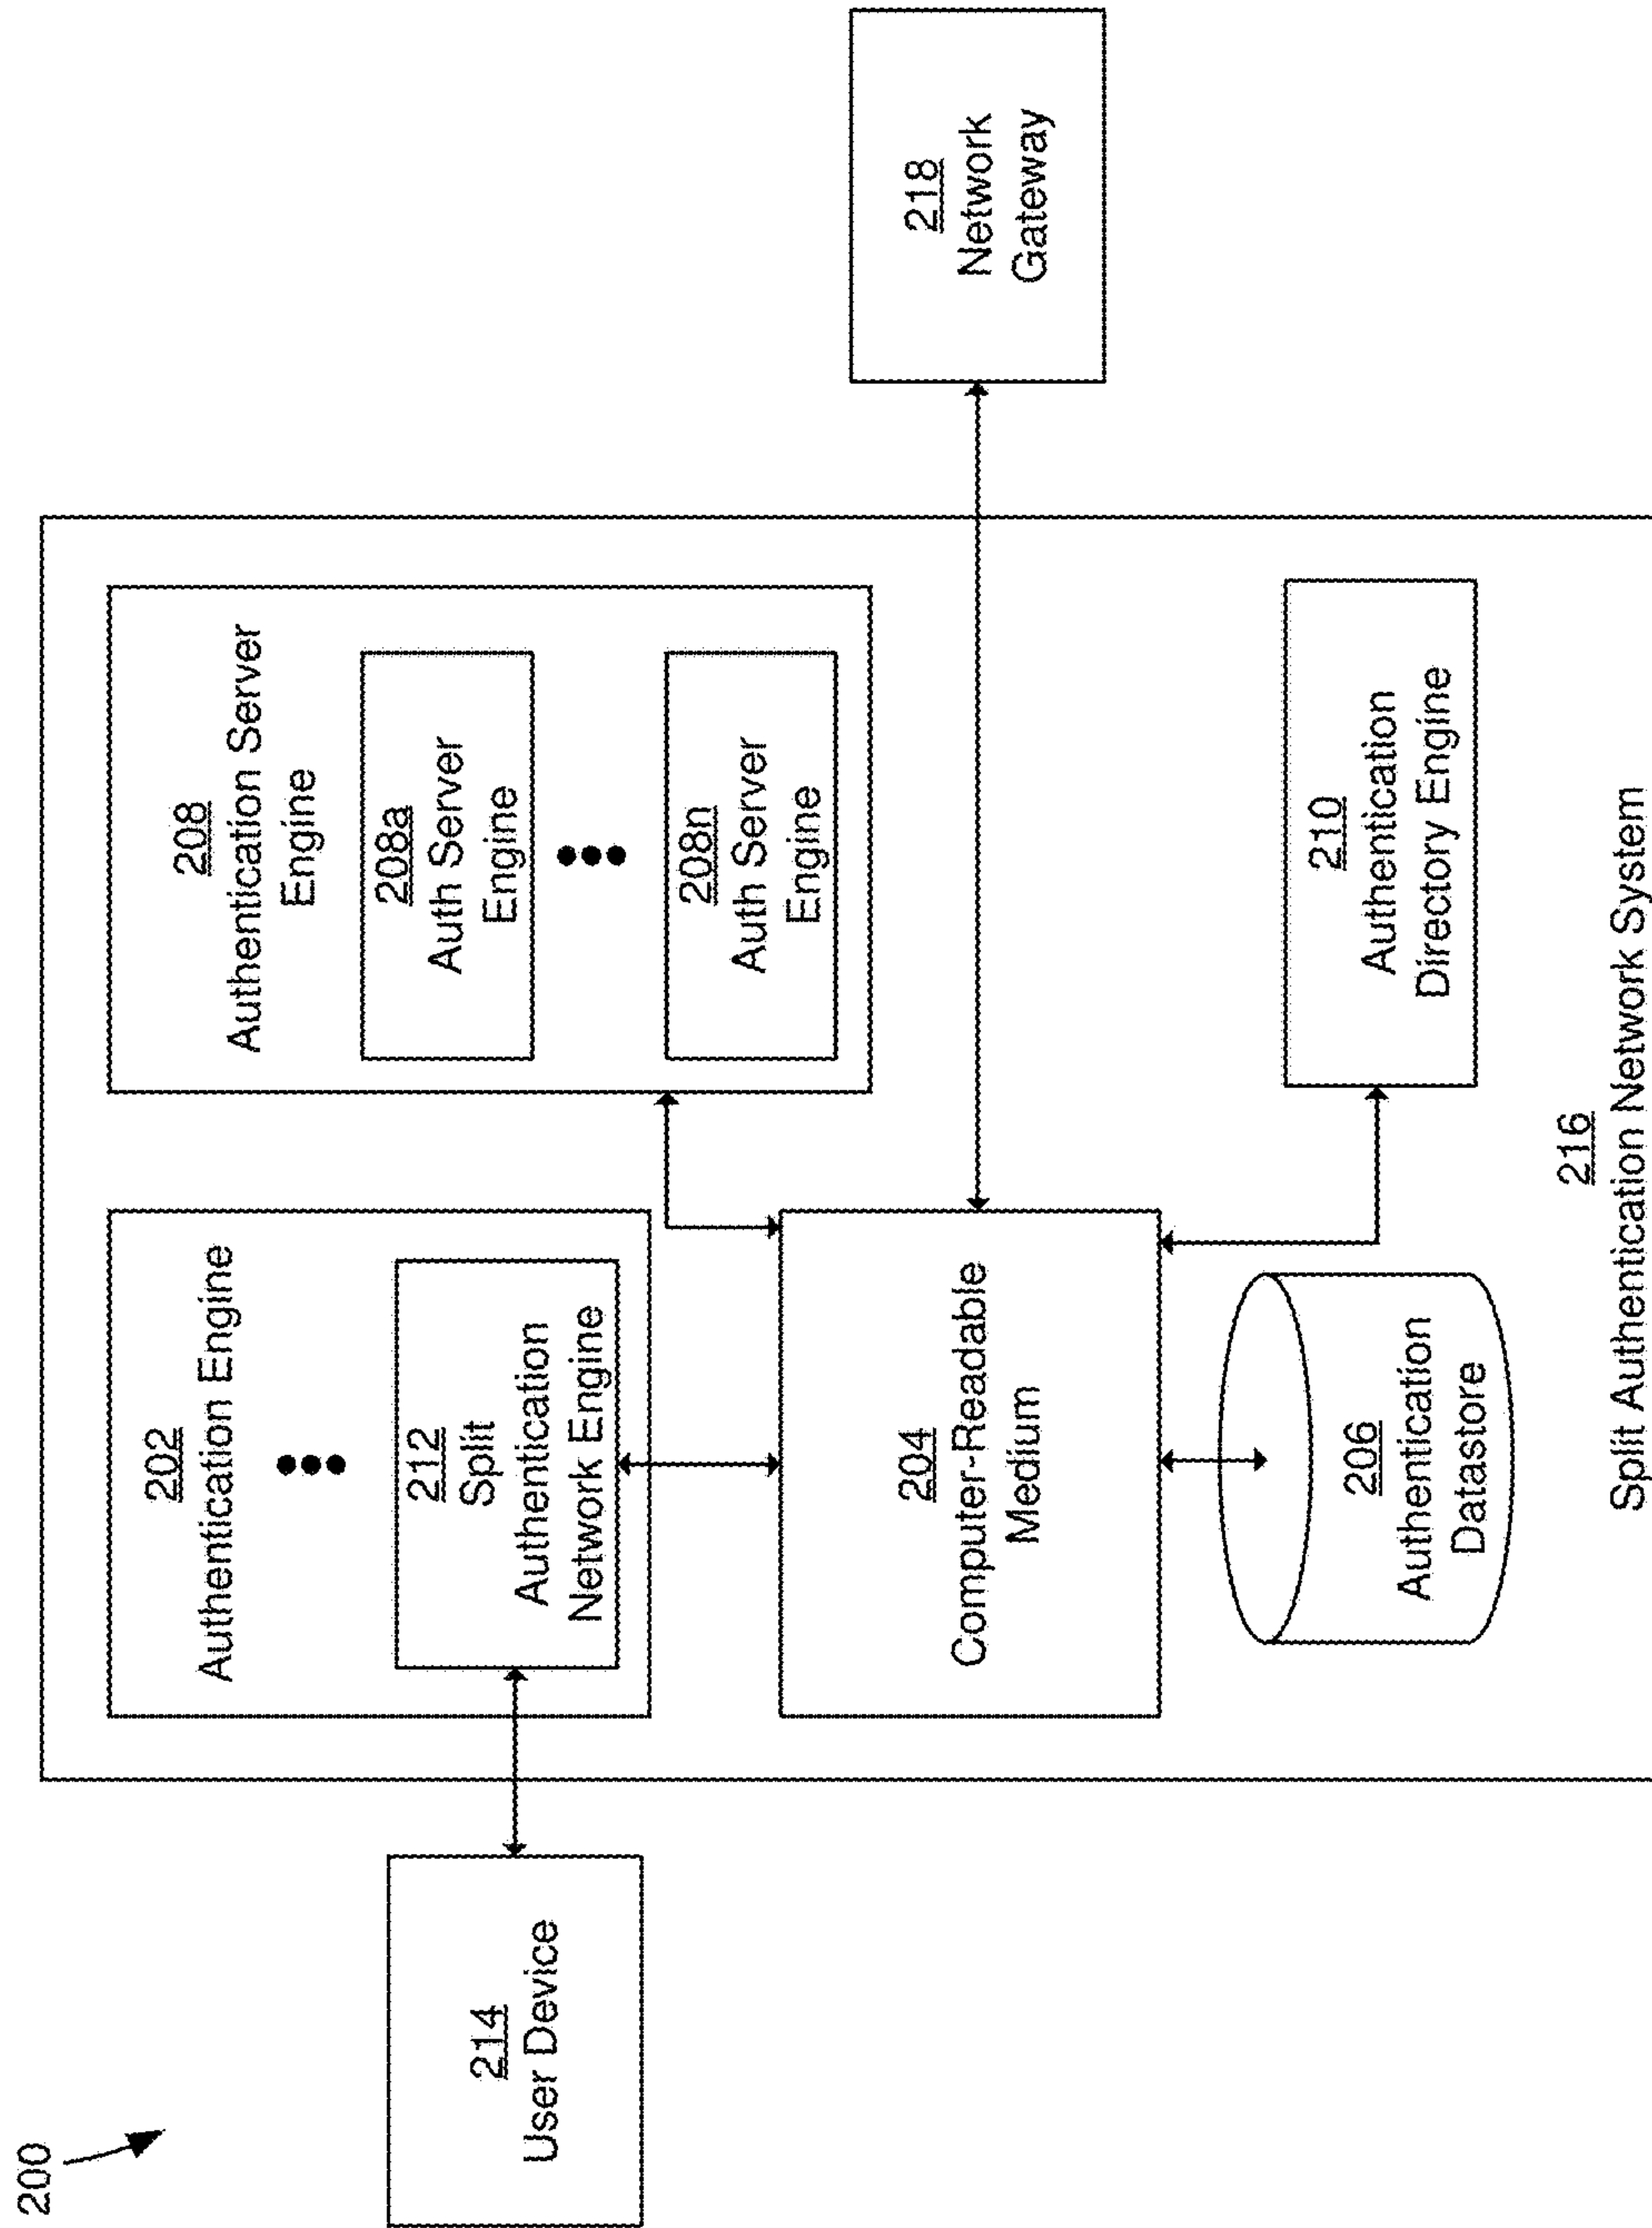 200
214
User Device
202
Authentication Engine
212
Split
Authentication
Network Engine
208
Authentication Server
Engine
208a
Auth Server
Engine
208n
Auth Server
Engine
204
Computer-Readable
Medium
218
Network
Gateway
206
Authentication
Datastore
210
Authentication
Directory Engine
216
Split Authentication Network System